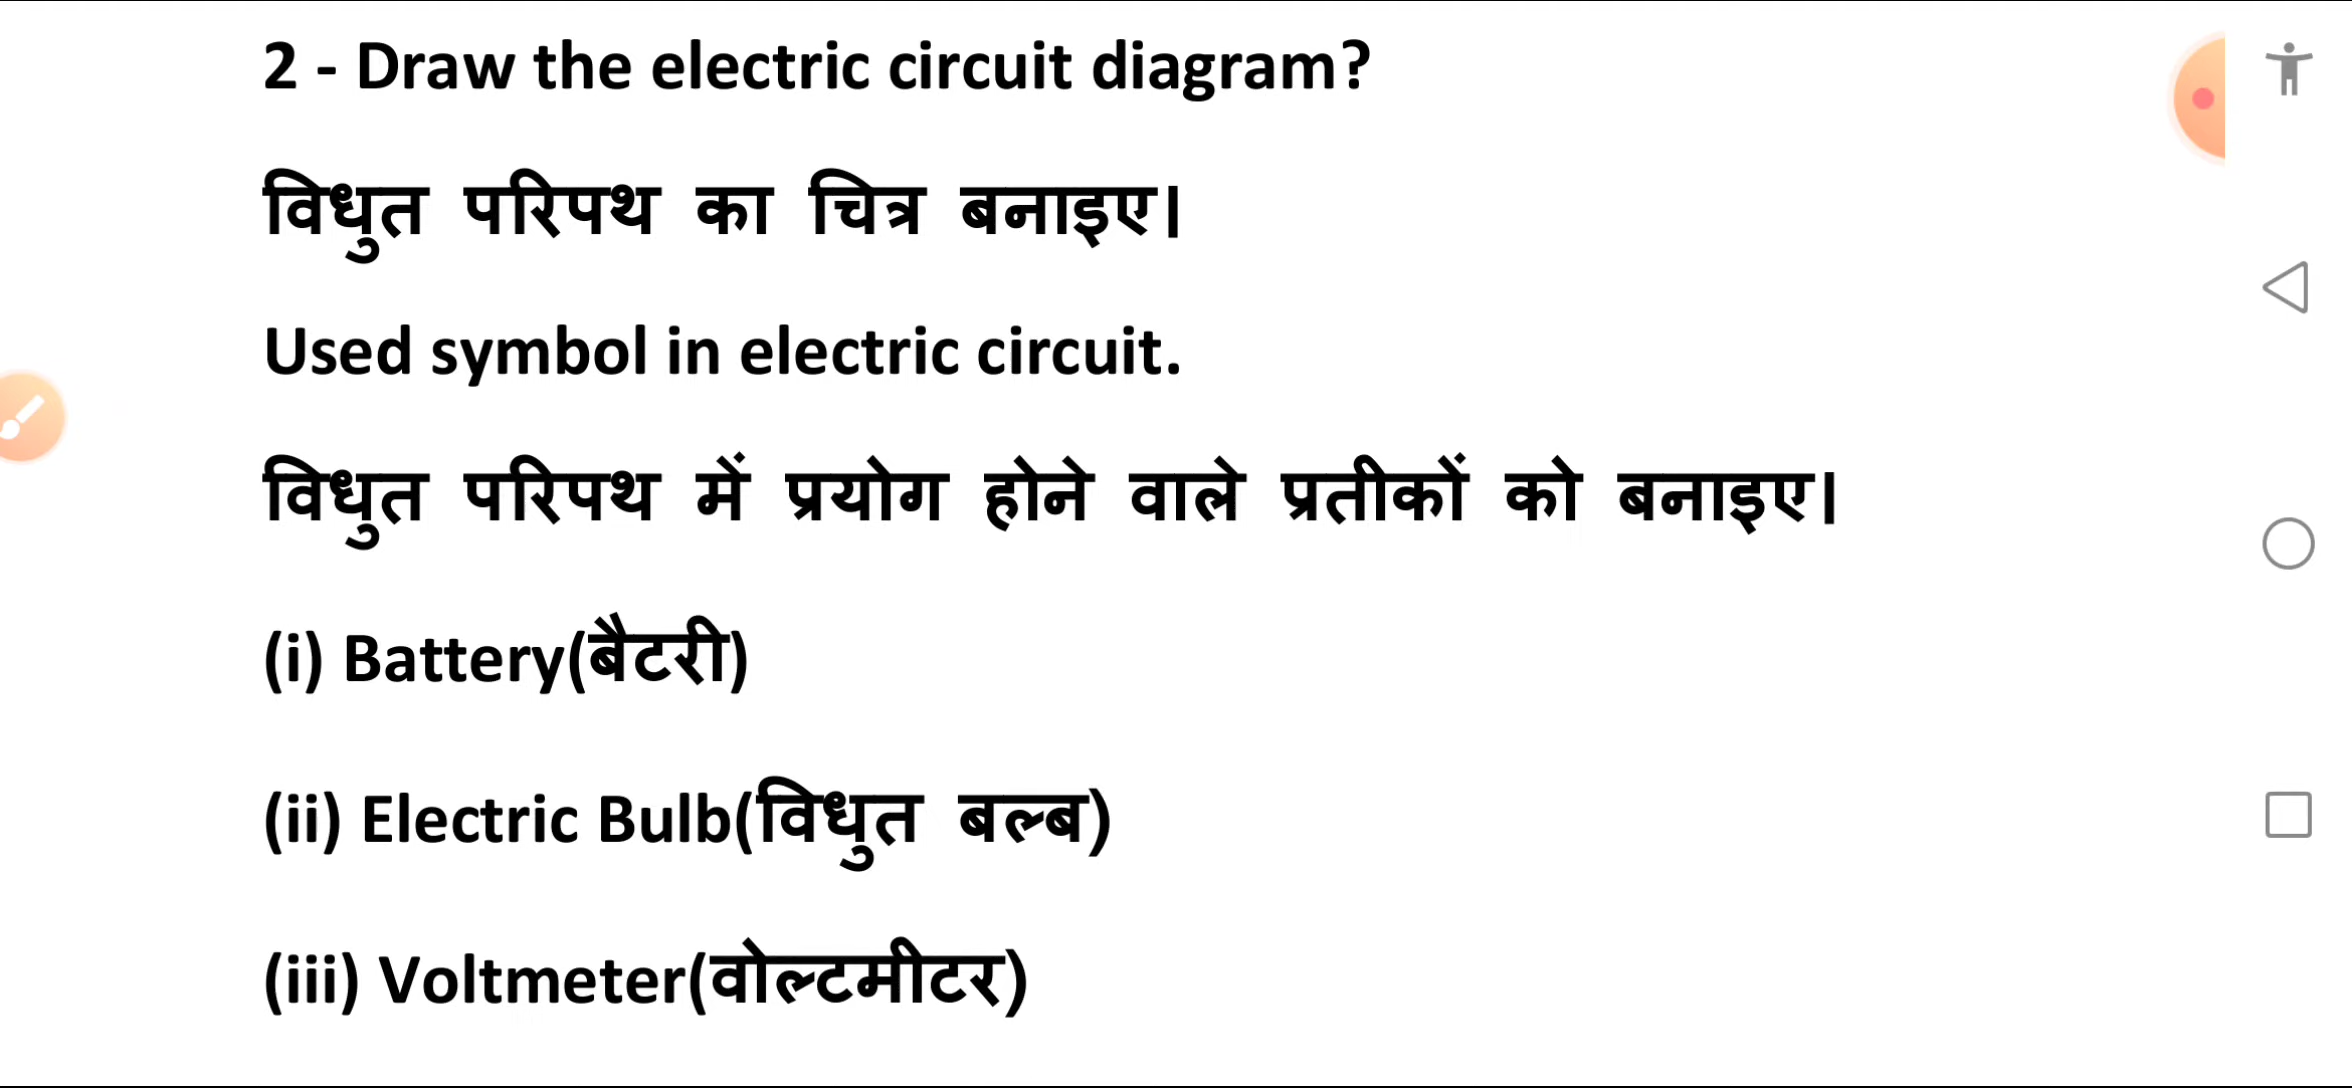 2 - Draw the electric circuit diagram?
विधुत परिपथ का चित्र बनाइए।
Used symbol in electric circuit.
विधुत परिपथ में प्रयोग होने वाले प्रतीकों को बनाइए।
(i) Battery(बैटरी)
(ii) Electric Bulb(विधुत बल्ब)
(iii) Voltmeter(वोल्टमीटर)